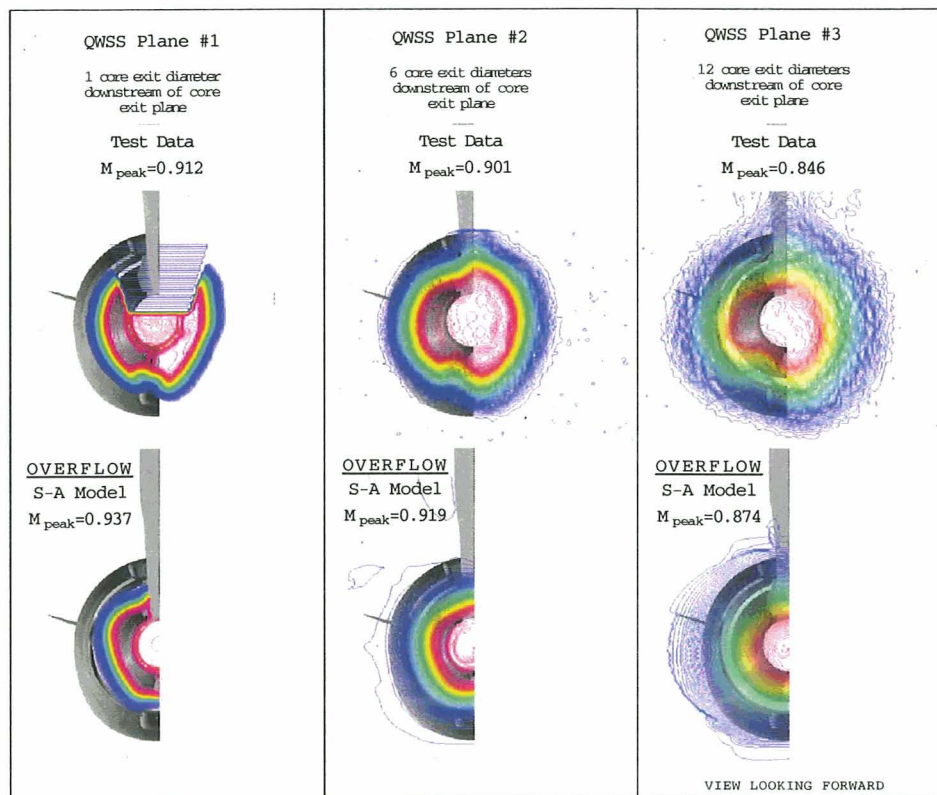 QWSS Plane #1
1 core exit diameter
downstream of core
exit plane
Test Data
M peak=0.912
QWSS Plane #2
6 core exit diameters
downstream of core
exit plane
Test Data
M peak=0.901
QWSS Plane #3
12 core exit diameters
downstream of core
exit plane
Test Data
M peak=0.846
OVERFLOW
S-A Model
M peak=0.937
OVERFLOW
S-A Model
M peak=0.919
OVERFLOW
S-A Model
M peak=0.874
VIEW LOOKING FORWARD